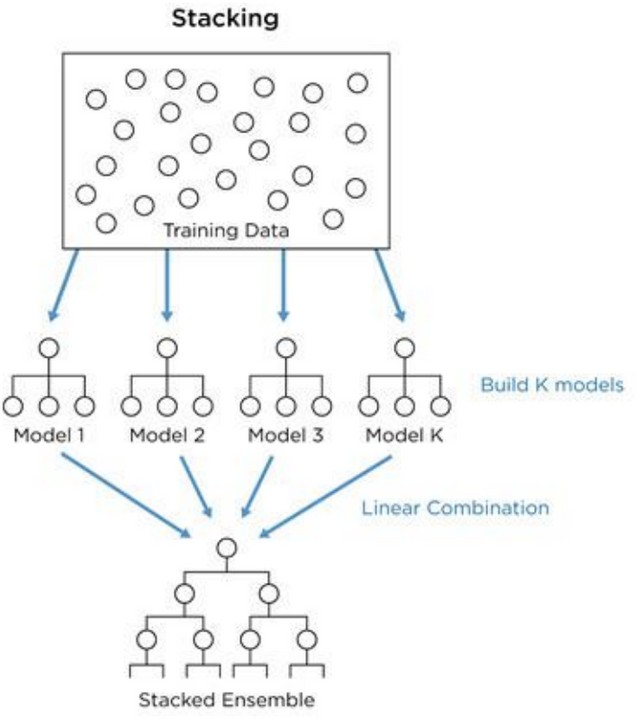 Stacking
Training Data
Build K models
Model 1
Model 2
Model 3
Model K
Linear Combination
Stacked Ensemble